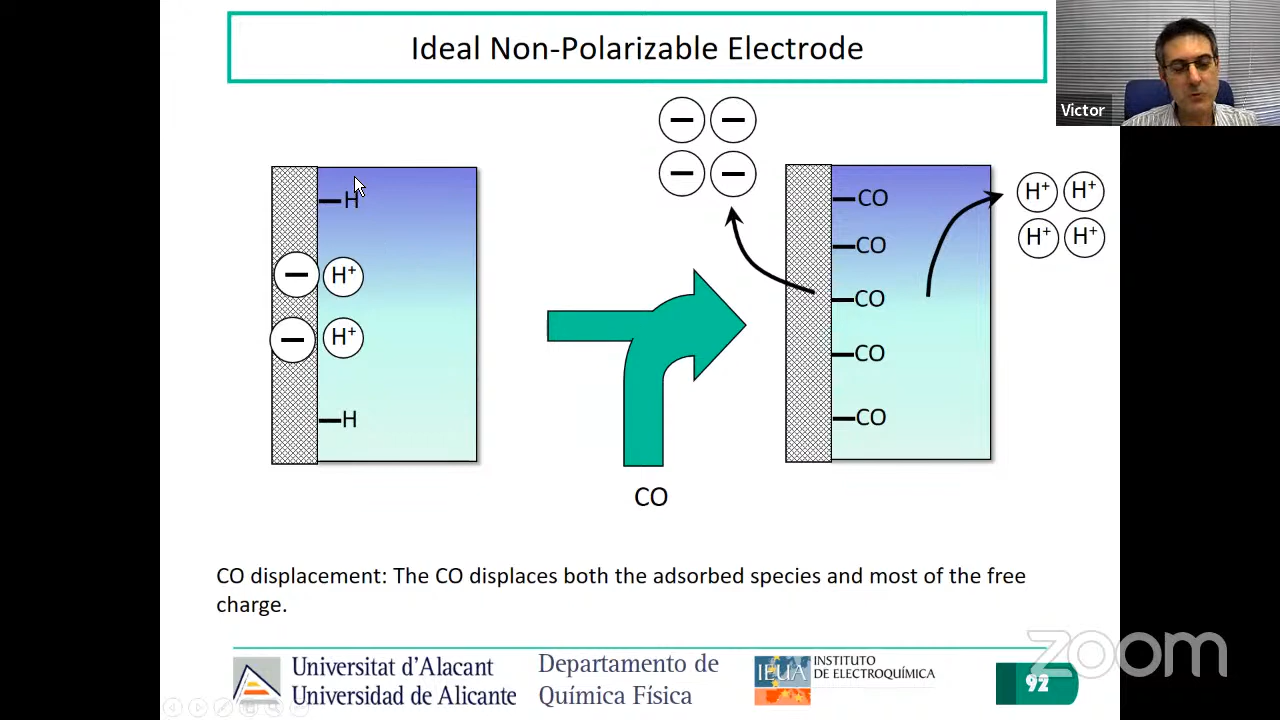 Ideal Non-Polarizable Electrode
Victor
H
H⁺
H⁺
H
CO
CO
CO
CO
CO
CO
H⁺ H⁺
H⁺ H⁺
CO displacement: The CO displaces both the adsorbed species and most of the free
charge.
Universitat d'Alacant
Universidad de Alicante
Departamento de
Química Física
IEUA
INSTITUTO
DE ELECTROQUÍMICA
92
zoom